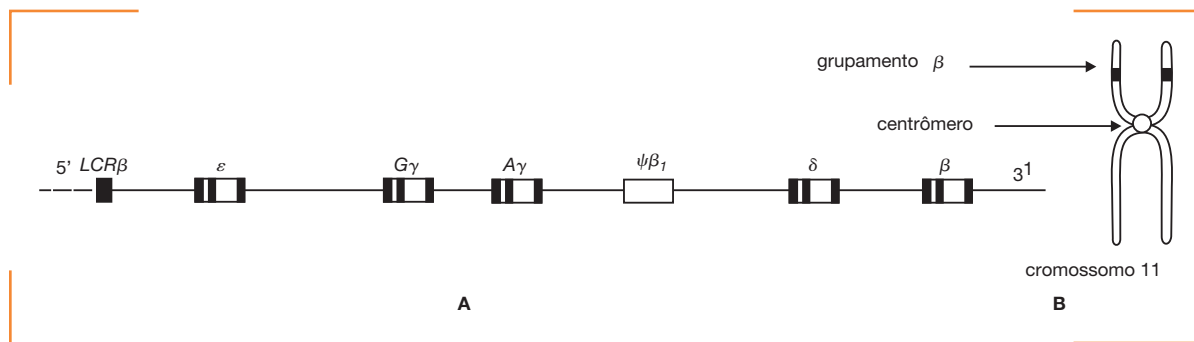 grupamento β
centrômero
5' LCRβ ε Gγ Aγ ψβ₁ δ β 3¹
cromossomo 11
A B